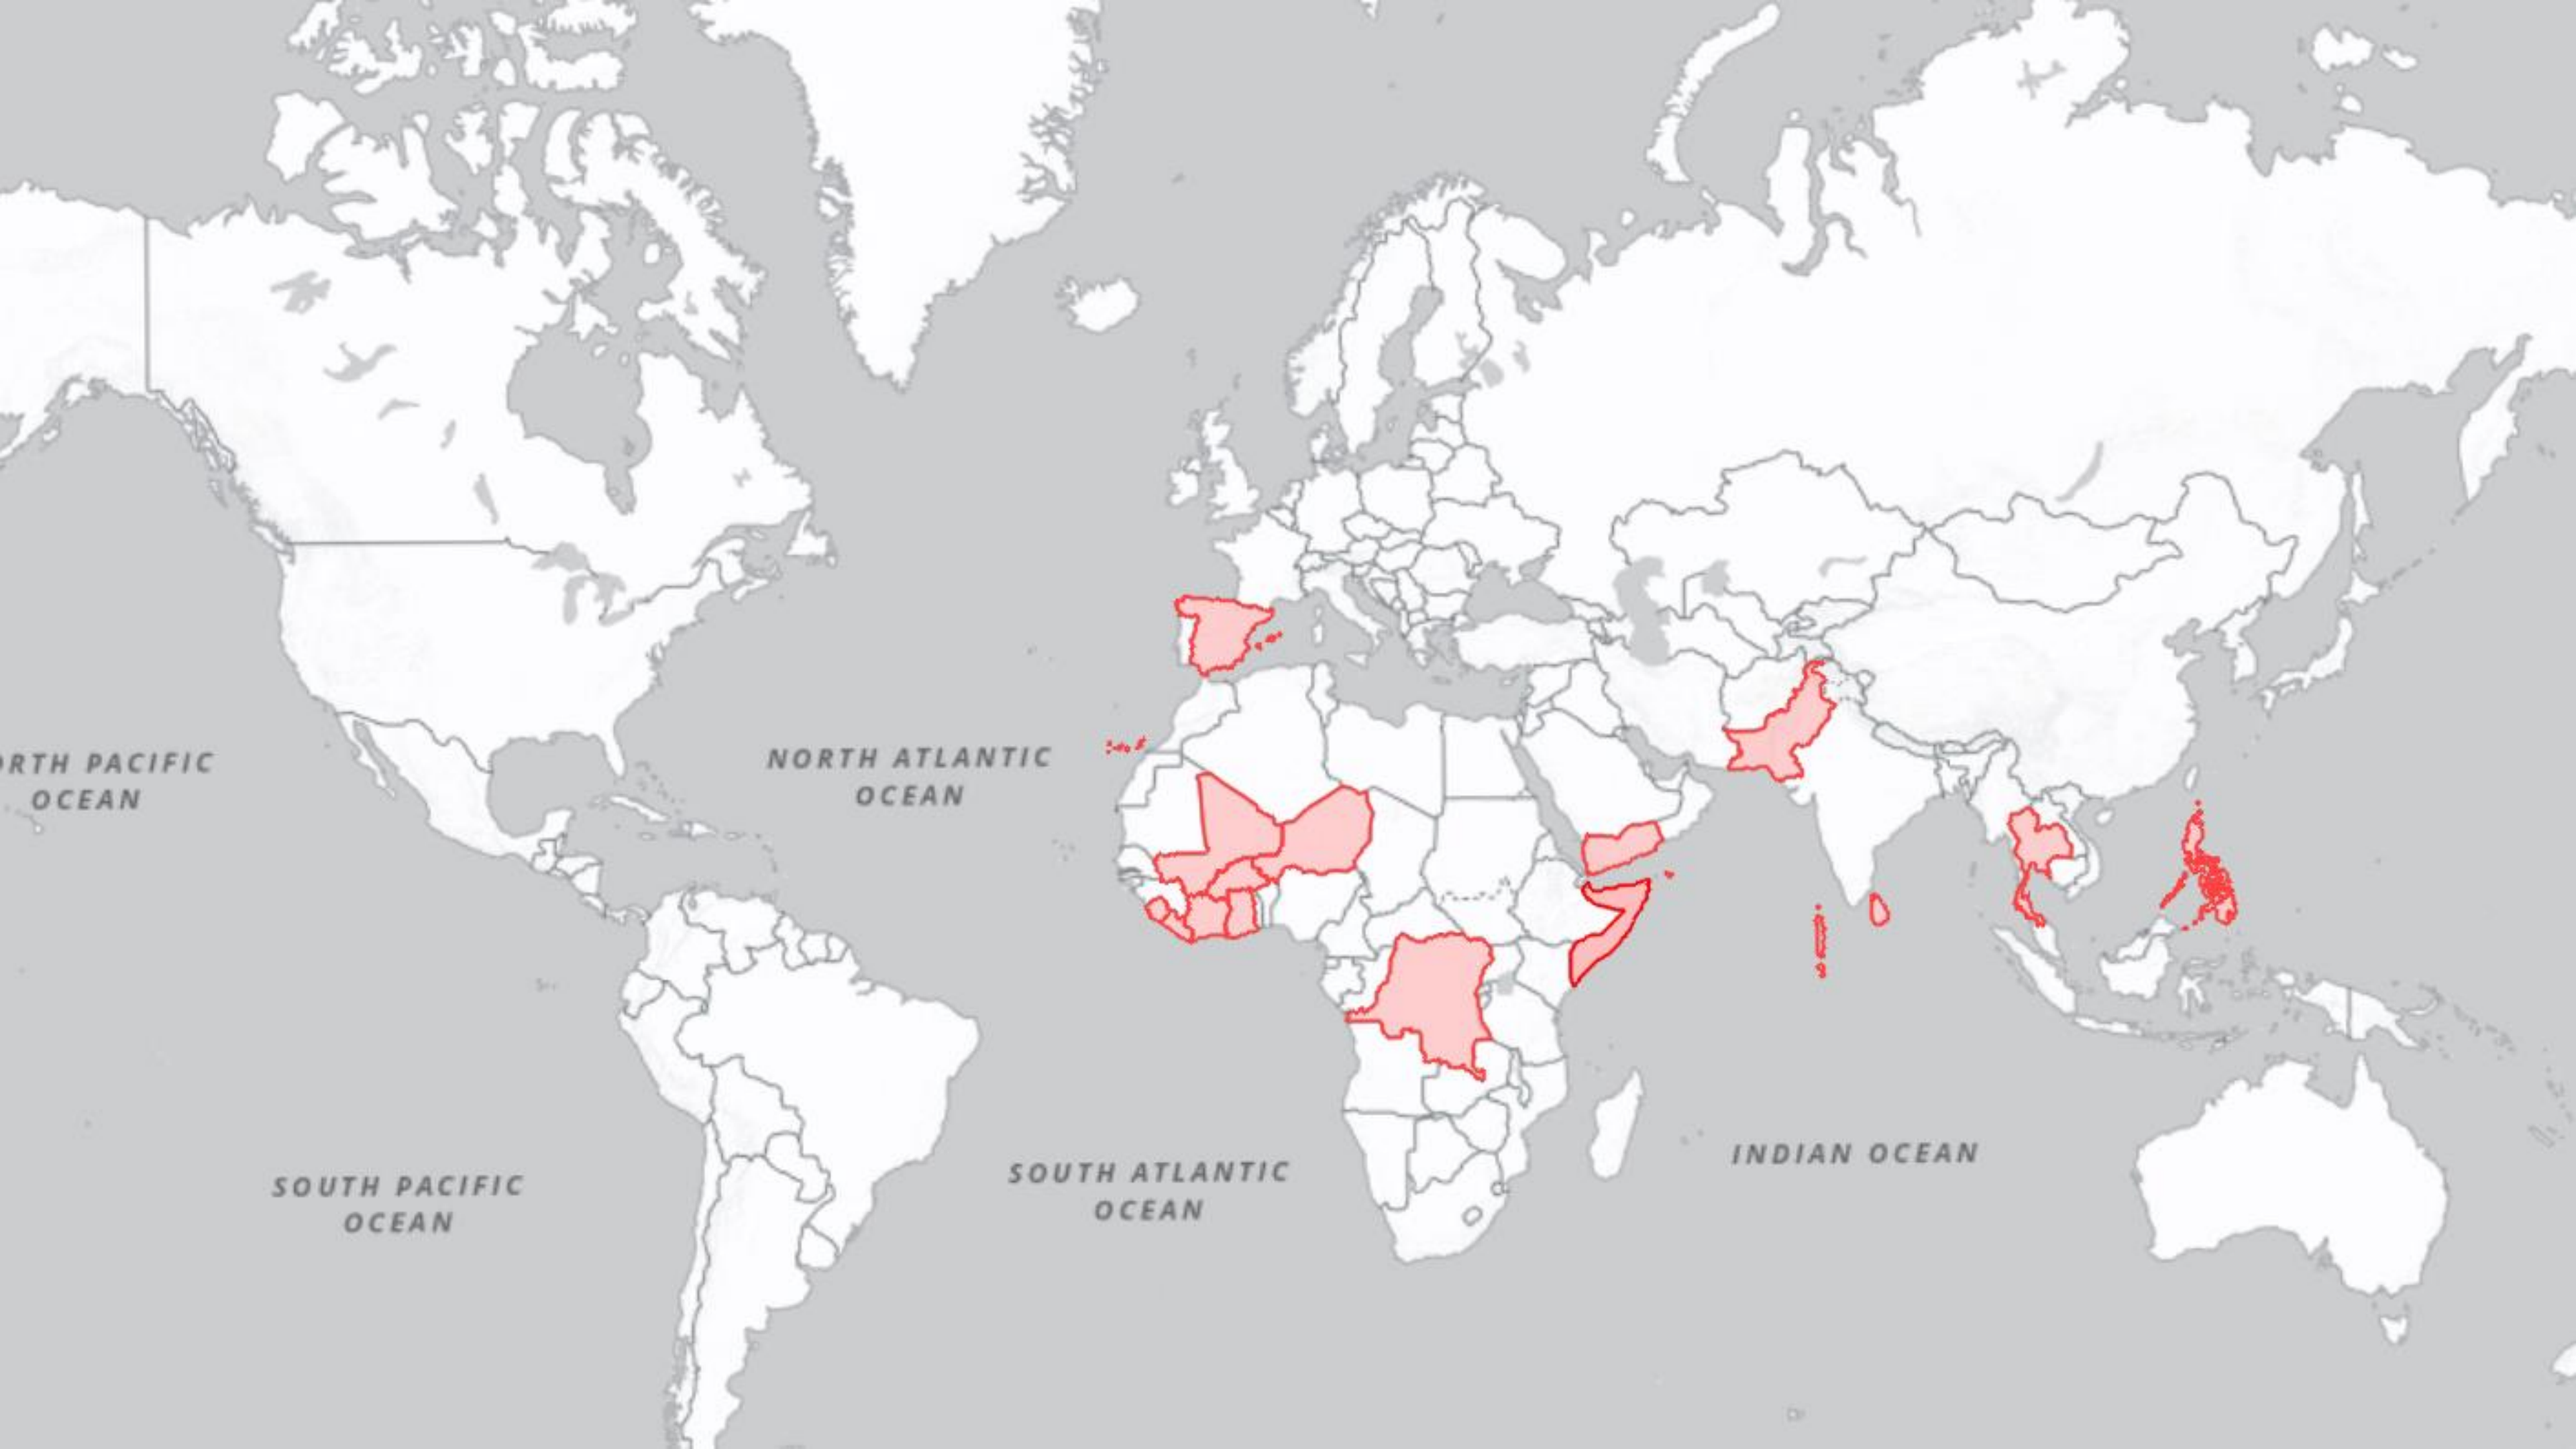 ORTH PACIFIC
OCEAN
NORTH ATLANTIC
OCEAN
SOUTH PACIFIC
OCEAN
SOUTH ATLANTIC
OCEAN
INDIAN OCEAN